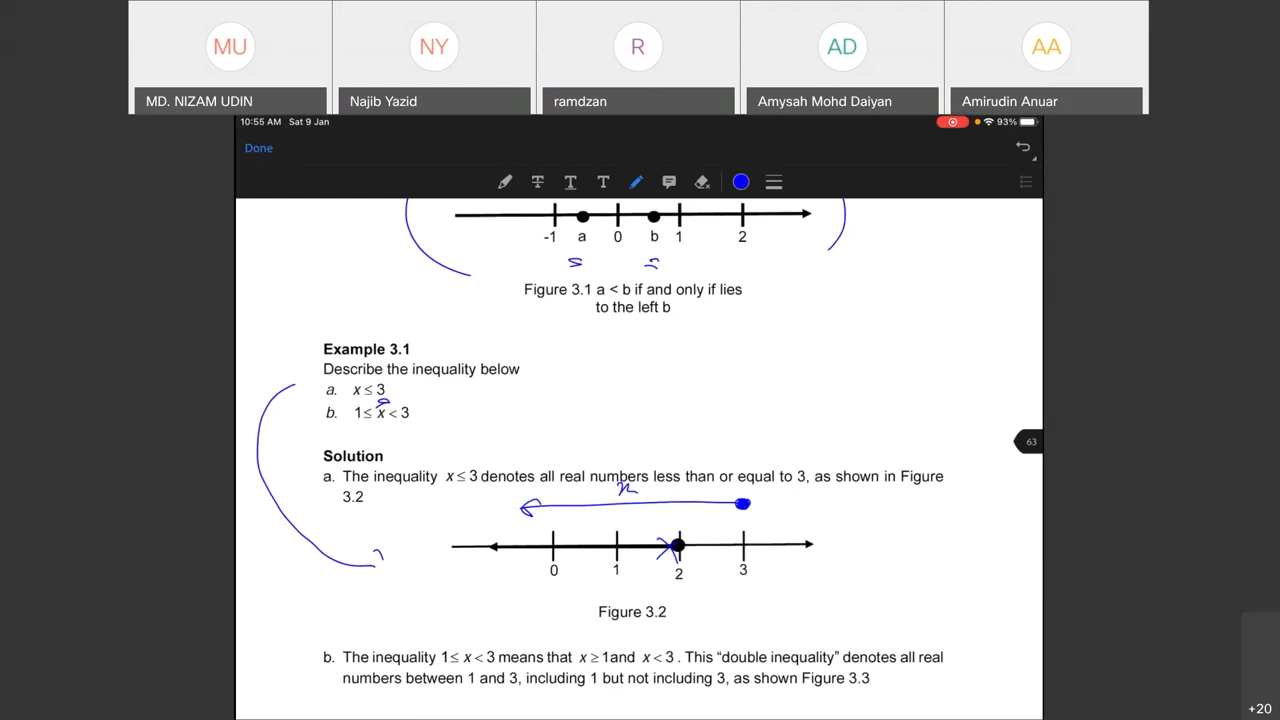 MU NY R AD AA
MD. NIZAM UDIN Najib Yazid ramdzan Amysah Mohd Daiyan Amirudin Anuar
10:55 AM Sat 9 Jan 93%
Done
T T T
-1 a 0 b 1 2
Figure 3.1 a < b if and only if lies
to the left b
Example 3.1
Describe the inequality below
a. x ≤ 3
b. 1 ≤ x < 3
63
Solution
a. The inequality x ≤ 3 denotes all real numbers less than or equal to 3, as shown in Figure
3.2
x
0 1 2 3
Figure 3.2
b. The inequality 1 ≤ x < 3 means that x ≥ 1 and x < 3 . This “double inequality” denotes all real
numbers between 1 and 3, including 1 but not including 3, as shown Figure 3.3
+20